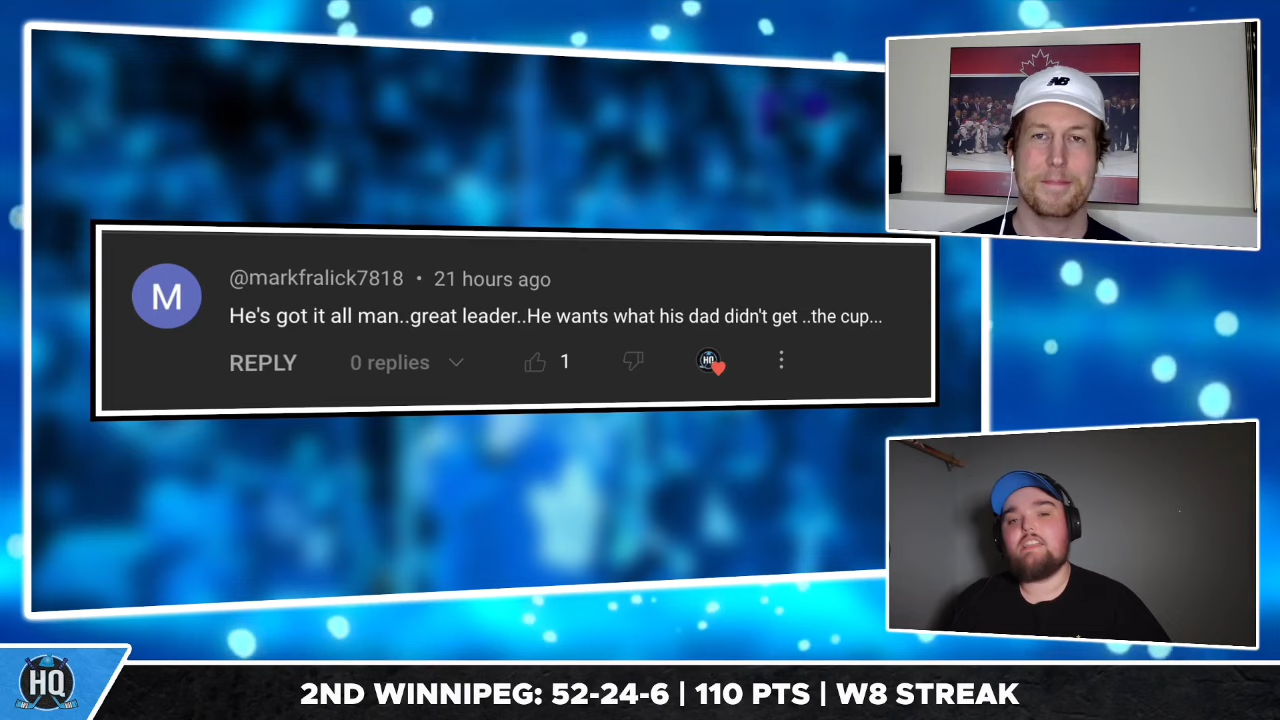 NB
M
@markfralick7818 • 21 hours ago
He's got it all man..great leader..He wants what his dad didn't get ..the cup...
REPLY 0 replies 1 HQ
HQ
2ND WINNIPEG: 52-24-6 | 110 PTS | W8 STREAK